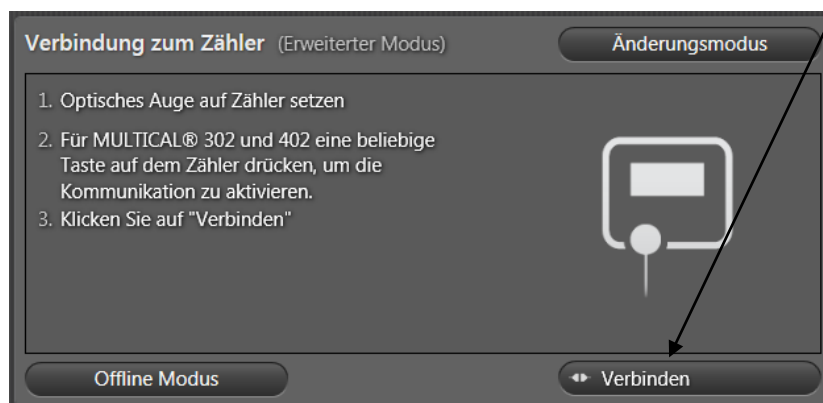 Verbindung zum Zähler (Erweiterter Modus)
Änderungsmodus
1. Optisches Auge auf Zähler setzen
2. Für MULTICAL® 302 und 402 eine beliebige
Taste auf dem Zähler drücken, um die
Kommunikation zu aktivieren.
3. Klicken Sie auf "Verbinden"
Offline Modus
Verbinden